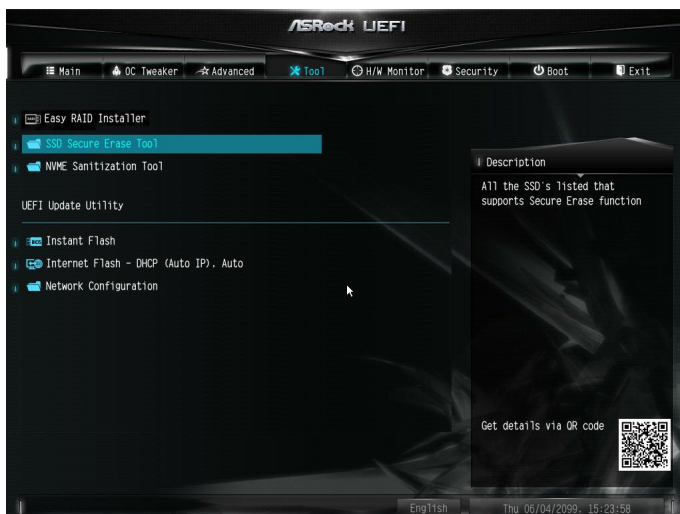 ASRock UEFI
Main
OC Tweaker
Advanced
Tool
H/W Monitor
Security
Boot
Exit
Easy RAID Installer
SSD Secure Erase Tool
NVME Sanitization Tool
UEFI Update Utility
Instant Flash
Internet Flash - DHCP (Auto IP), Auto
Network Configuration
Description
All the SSD's listed that
supports Secure Erase function
Get details via QR code
English
Thu 06/04/2099, 15:23:58